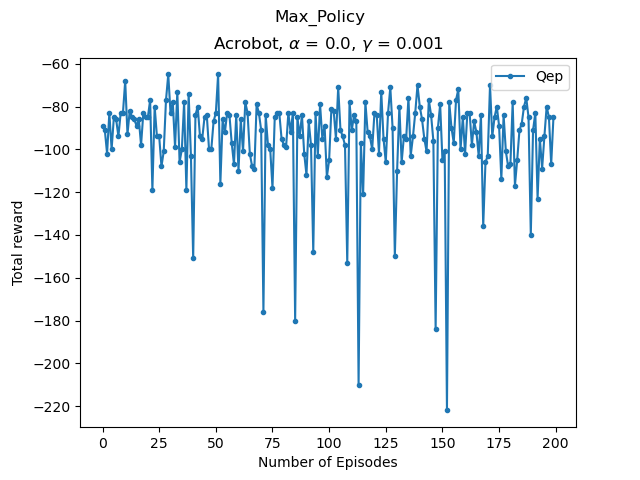 Max_Policy
Acrobot, α = 0.0, γ = 0.001
Qep
Total reward
−60
−80
−100
−120
−140
−160
−180
−200
−220
0 25 50 75 100 125 150 175 200
Number of Episodes